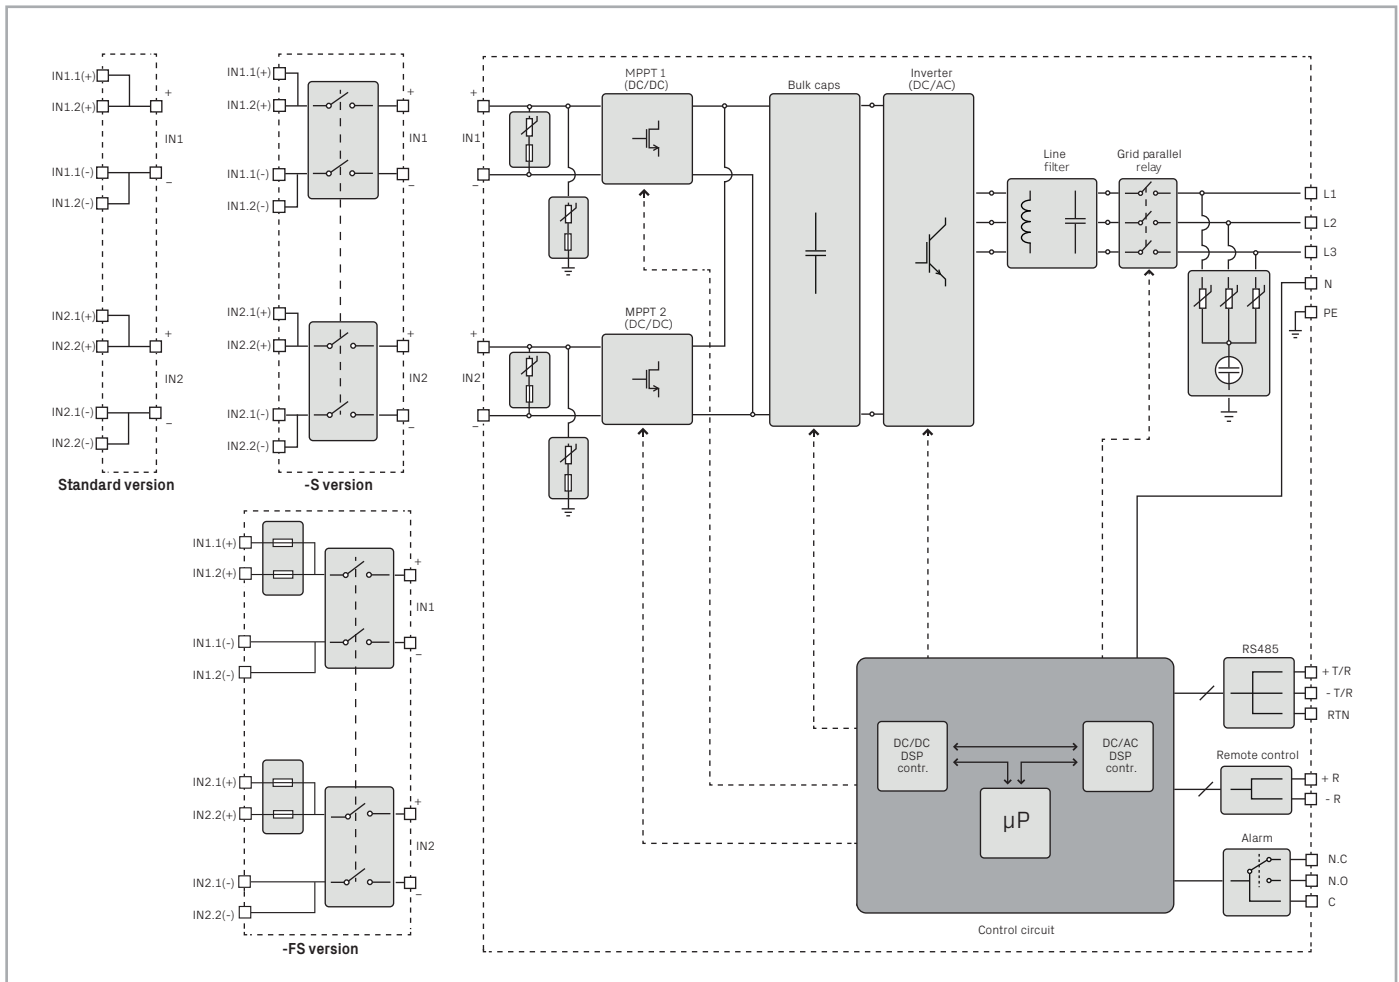 IN1.1(+)
IN1.2(+)
+
IN1
IN1.1(-)
–
IN1.2(-)
IN2.1(+)
+
IN2.2(+)
IN2
IN2.1(-)
–
IN2.2(-)
Standard version
IN1.1(+)
+
IN1.2(+)
IN1
IN1.1(-)
–
IN1.2(-)
IN2.1(+)
+
IN2.2(+)
IN2
IN2.1(-)
–
IN2.2(-)
-S version
IN1.1(+)
+
IN1.2(+)
IN1
IN1.1(-)
–
IN1.2(-)
IN2.1(+)
+
IN2.2(+)
IN2
IN2.1(-)
–
IN2.2(-)
-FS version
+
IN1
–
+
IN2
–
MPPT 1
(DC/DC)
MPPT 2
(DC/DC)
Bulk caps
Inverter
(DC/AC)
Line
filter
Grid parallel
relay
L1
L2
L3
N
PE
DC/DC
DSP
contr.
DC/AC
DSP
contr.
µP
Control circuit
RS485
+ T/R
- T/R
RTN
Remote control
+ R
- R
Alarm
N.C
N.O
C